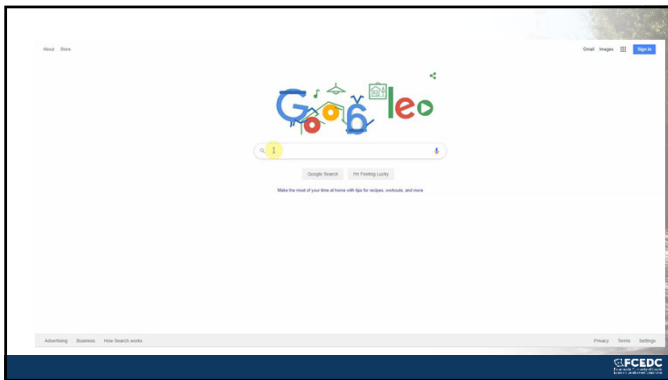 About Store
Gmail Images Sign in
Google
Google Search I'm Feeling Lucky
Make the most of your time at home with tips for recipes, workouts, and more
Advertising Business How Search works
Privacy Terms Settings
FCEDC